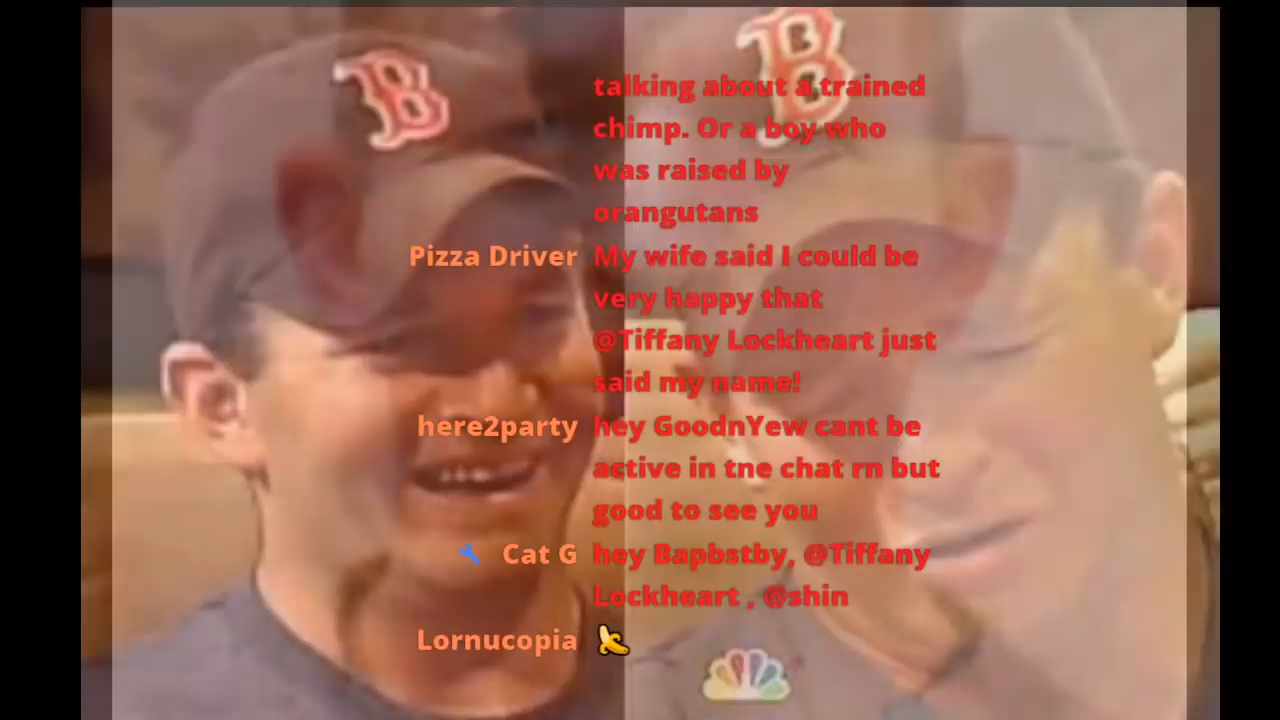 B B
talking about a trained
chimp. Or a boy who
was raised by
orangutans
Pizza Driver My wife said I could be
very happy that
@Tiffany Lockheart just
said my name!
here2party hey GoodnYew cant be
active in tne chat rn but
good to see you
Cat G hey Bapbstby, @Tiffany
Lockheart , @shin
Lornucopia 🍌